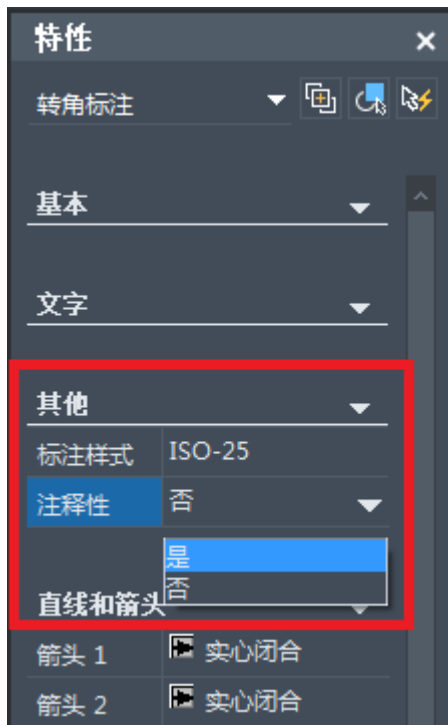 特性
转角标注
基本
文字
其他
标注样式 ISO-25
注释性 否
是
否
直线和箭头
箭头 1 实心闭合
箭头 2 实心闭合